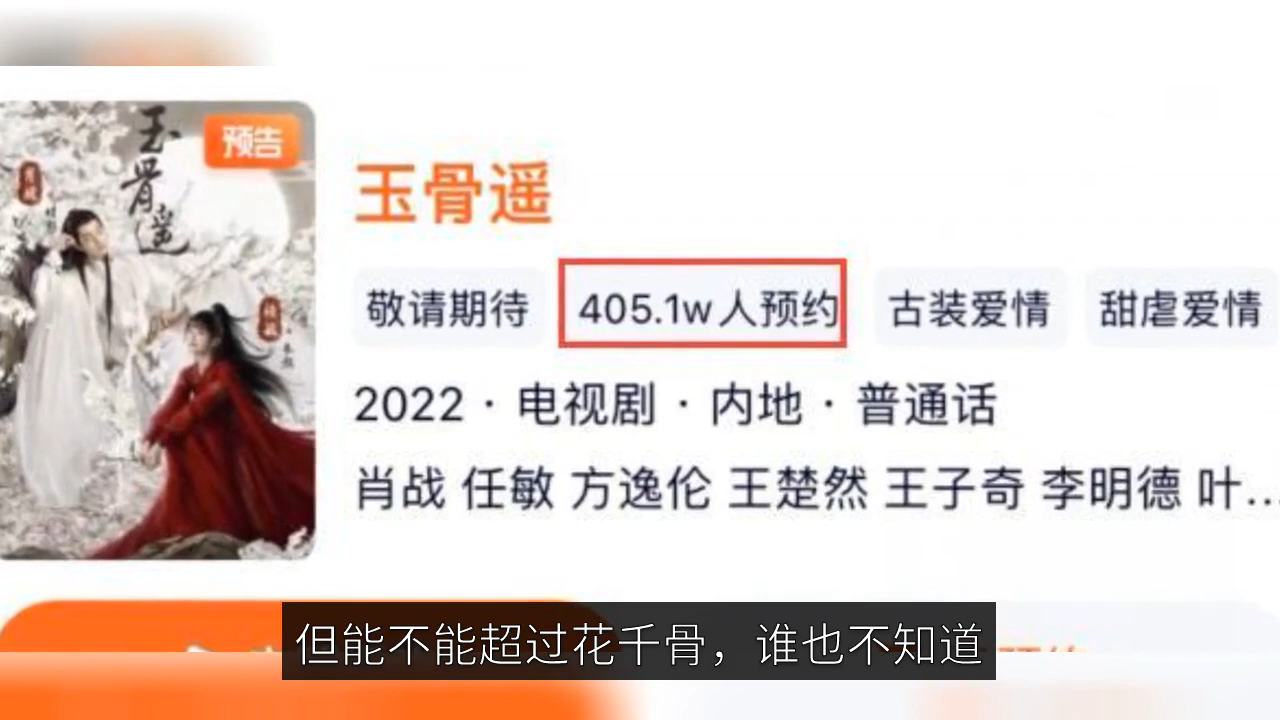 玉骨遥
预告
玉骨遥
敬请期待 405.1w人预约 古装爱情 甜虐爱情
2022 · 电视剧 · 内地 · 普通话
肖战 任敏 方逸伦 王楚然 王子奇 李明德 叶...
但能不能超过花千骨，谁也不知道